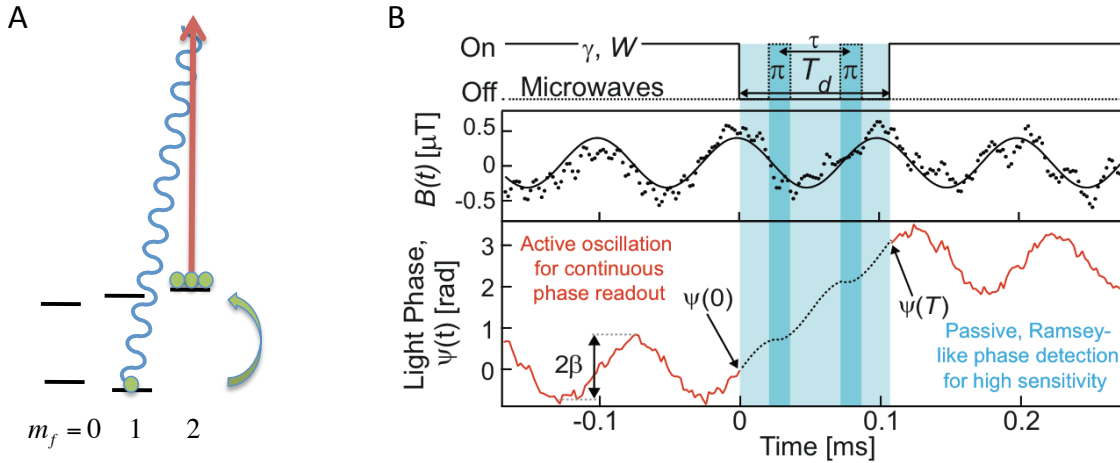 A
m_f = 0 1 2
B
On
γ, W
τ
π
T_d
π
Off
Microwaves
B(t) [μT]
0.5
0
-0.5
Light Phase,
ψ(t) [rad]
3
2
1
0
Active oscillation
for continuous
phase readout
ψ(0)
ψ(T)
2β
Passive, Ramsey-
like phase detection
for high sensitivity
-0.1 0 0.1 0.2
Time [ms]